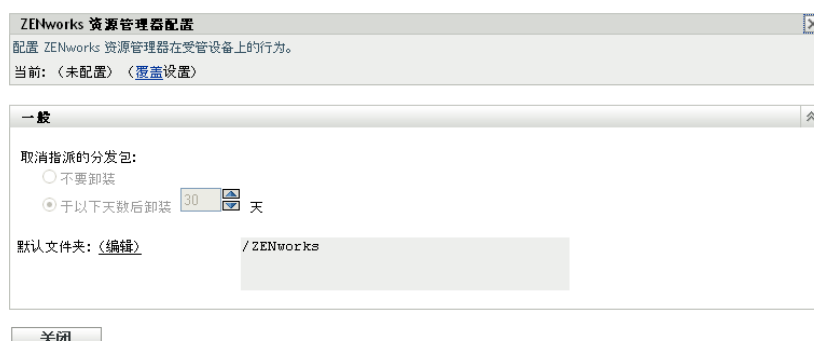 ZENworks 资源管理器配置
配置 ZENworks 资源管理器在受管设备上的行为。
当前: (未配置) (覆盖设置)
一般
取消指派的分发包:
不要卸装
于以下天数后卸装 30 天
默认文件夹: (编辑) /ZENworks
关闭